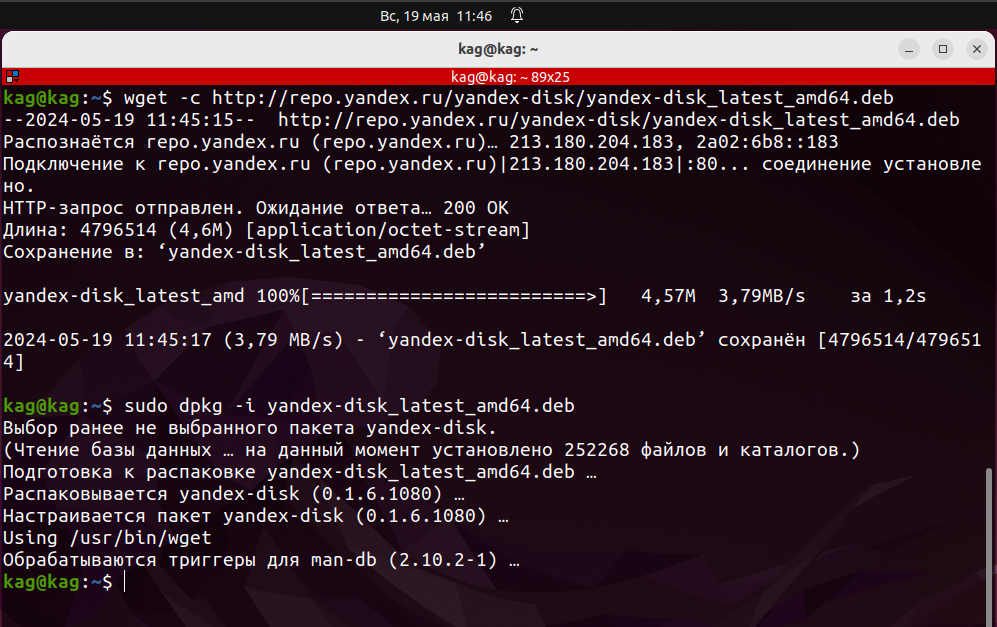 Вс, 19 мая 11:46
kag@kag: ~
kag@kag: ~ 89x25
kag@kag:~$ wget -c http://repo.yandex.ru/yandex-disk/yandex-disk_latest_amd64.deb
--2024-05-19 11:45:15--  http://repo.yandex.ru/yandex-disk/yandex-disk_latest_amd64.deb
Распознаётся repo.yandex.ru (repo.yandex.ru)… 213.180.204.183, 2a02:6b8::183
Подключение к repo.yandex.ru (repo.yandex.ru)|213.180.204.183|:80... соединение установле
но.
HTTP-запрос отправлен. Ожидание ответа… 200 OK
Длина: 4796514 (4,6M) [application/octet-stream]
Сохранение в: ‘yandex-disk_latest_amd64.deb’
yandex-disk_latest_amd 100%[=========================>]   4,57M  3,79MB/s    за 1,2s
2024-05-19 11:45:17 (3,79 MB/s) - ‘yandex-disk_latest_amd64.deb’ сохранён [4796514/479651
4]
kag@kag:~$ sudo dpkg -i yandex-disk_latest_amd64.deb
Выбор ранее не выбранного пакета yandex-disk.
(Чтение базы данных … на данный момент установлено 252268 файлов и каталогов.)
Подготовка к распаковке yandex-disk_latest_amd64.deb …
Распаковывается yandex-disk (0.1.6.1080) …
Настраивается пакет yandex-disk (0.1.6.1080) …
Using /usr/bin/wget
Обрабатываются триггеры для man-db (2.10.2-1) …
kag@kag:~$